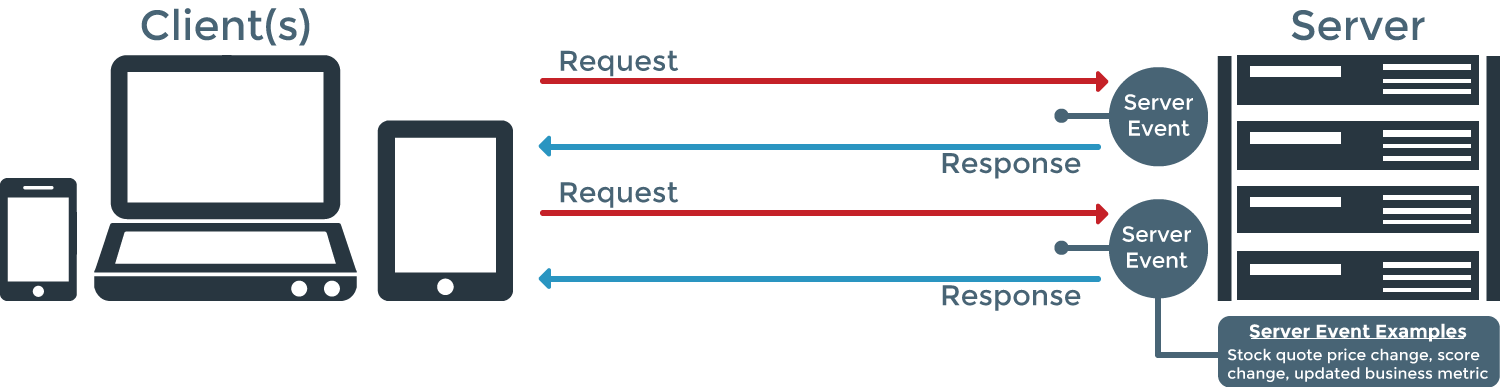 Client(s)
Server
Request
Server
Event
Response
Request
Server
Event
Response
Server Event Examples
Stock quote price change, score
change, updated business metric